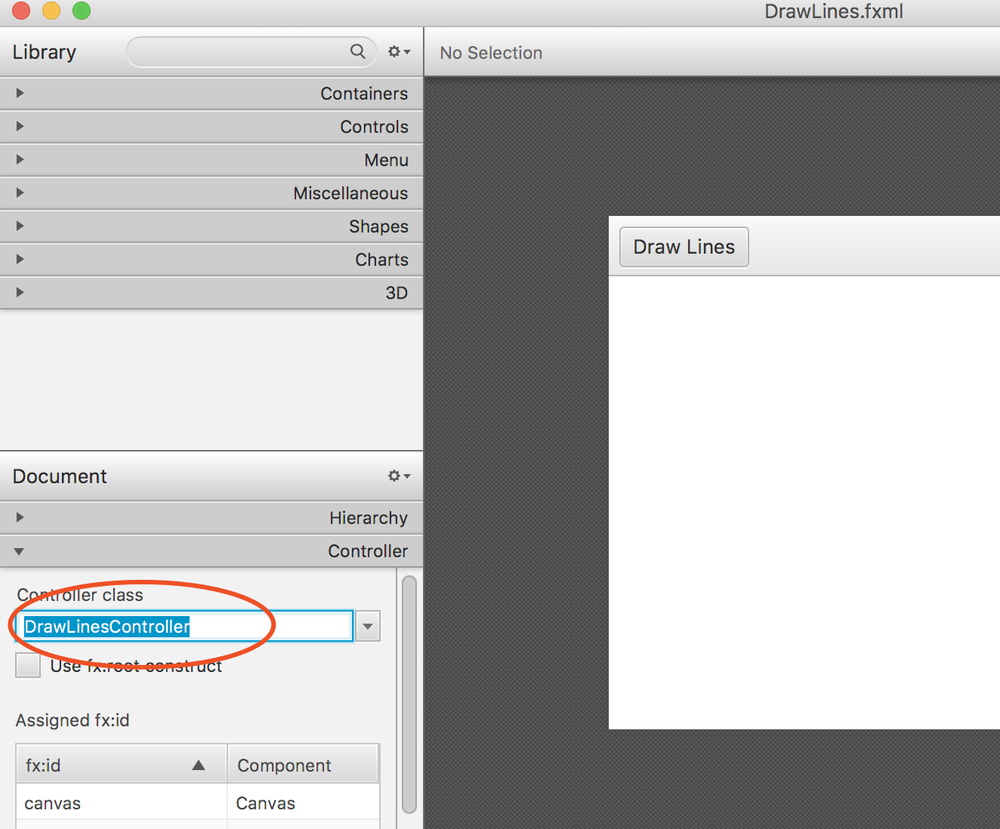 DrawLines.fxml
Library
No Selection
Containers
Controls
Menu
Miscellaneous
Shapes
Charts
3D
Draw Lines
Document
Hierarchy
Controller
Controller class
DrawLinesController
Use fx:root construct
Assigned fx:id
fx:id Component
canvas Canvas